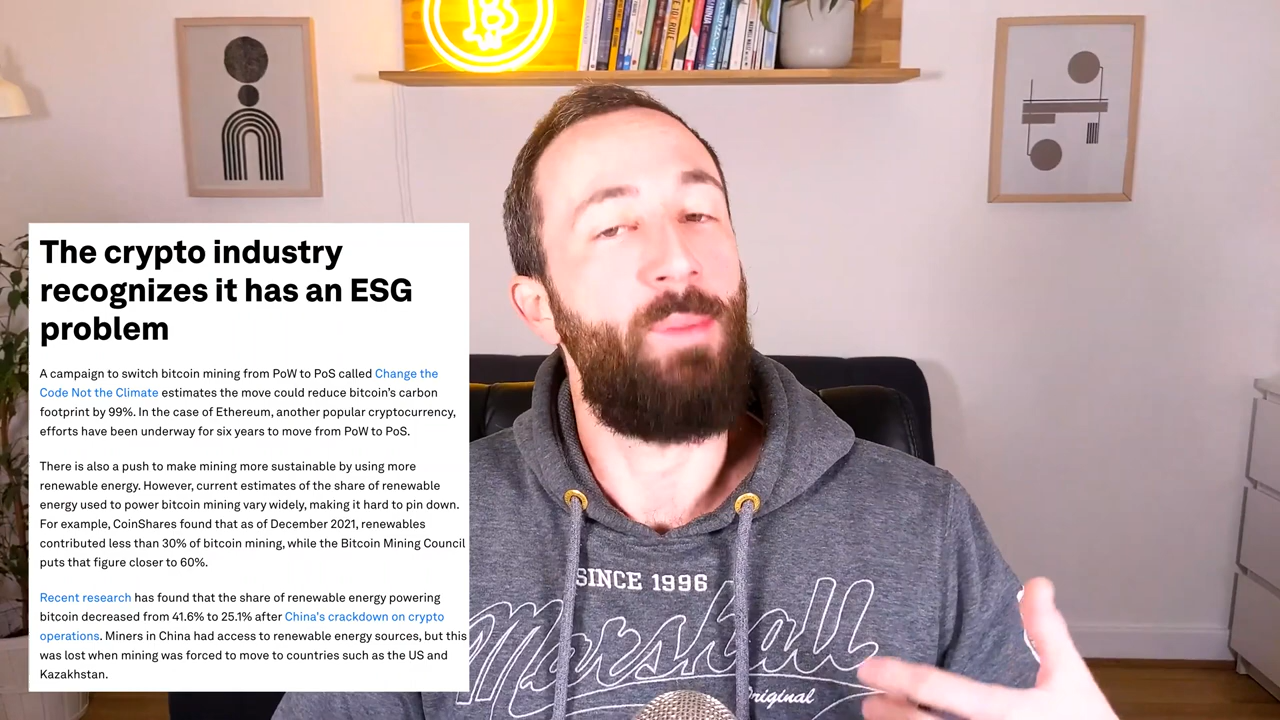 The crypto industry
recognizes it has an ESG
problem
A campaign to switch bitcoin mining from PoW to PoS called Change the
Code Not the Climate estimates the move could reduce bitcoin's carbon
footprint by 99%. In the case of Ethereum, another popular cryptocurrency,
efforts have been underway for six years to move from PoW to PoS.
There is also a push to make mining more sustainable by using more
renewable energy. However, current estimates of the share of renewable
energy used to power bitcoin mining vary widely, making it hard to pin down.
For example, CoinShares found that as of December 2021, renewables
contributed less than 30% of bitcoin mining, while the Bitcoin Mining Council
puts that figure closer to 60%.
Recent research has found that the share of renewable energy powering
bitcoin decreased from 41.6% to 25.1% after China's crackdown on crypto
operations. Miners in China had access to renewable energy sources, but this
was lost when mining was forced to move to countries such as the US and
Kazakhstan.
SINCE 1996
Marshall
Original